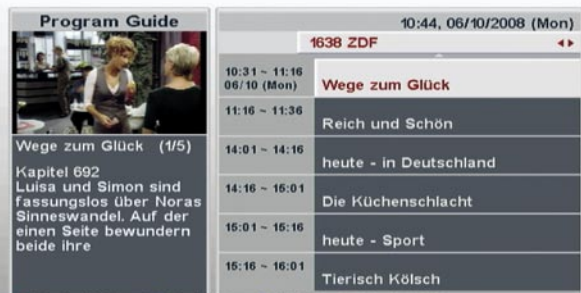 Program Guide
10:44, 06/10/2008 (Mon)
1638 ZDF
10:31 ~ 11:16
06/10 (Mon)
Wege zum Glück
11:16 ~ 11:36
Reich und Schön
Wege zum Glück (1/5)
14:01 ~ 14:16
heute - in Deutschland
Kapitel 692
Luisa und Simon sind
fassungslos über Noras
Sinneswandel. Auf der
einen Seite bewundern
beide ihre
14:16 ~ 15:01
Die Küchenschlacht
15:01 ~ 15:16
heute - Sport
15:16 ~ 16:01
Tierisch Kölsch